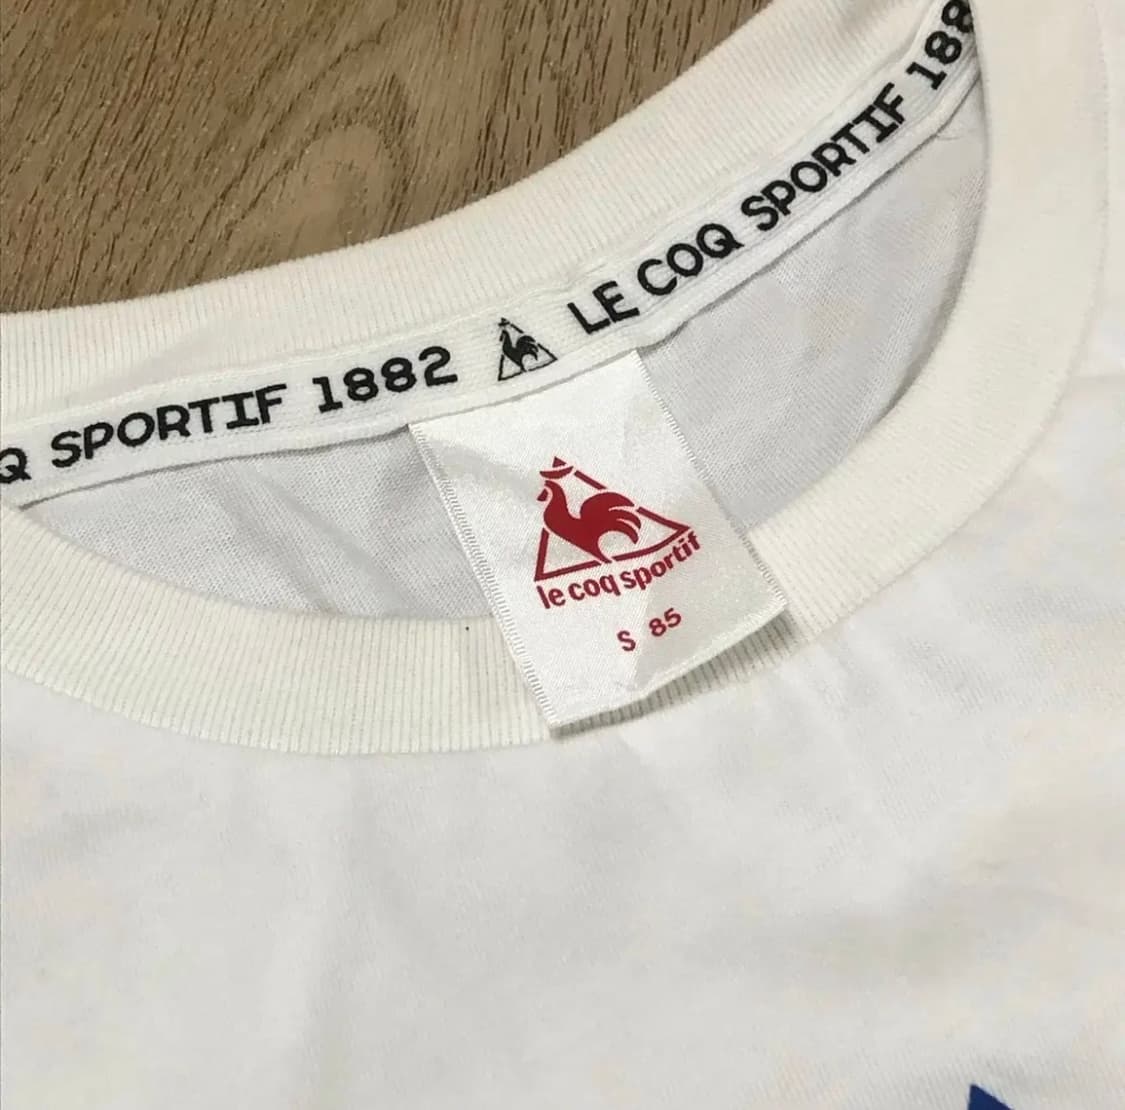 Q SPORTIF 1882 LE COQ SPORTIF 188
le coq sportif
S 85